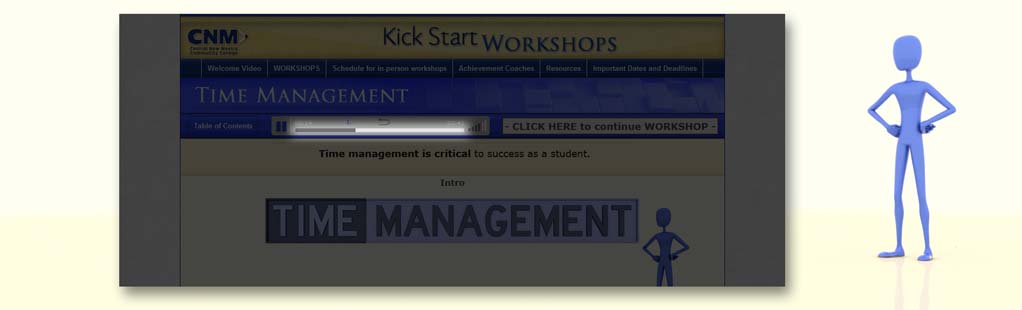 CNM
Central New Mexico
Community College
Kick Start WORKSHOPS
Welcome Video WORKSHOPS Schedule for in person workshops Achievement Coaches Resources Important Dates and Deadlines
TIME MANAGEMENT
Table of Contents
- CLICK HERE to continue WORKSHOP -
Time management is critical to success as a student.
Intro
TIME MANAGEMENT